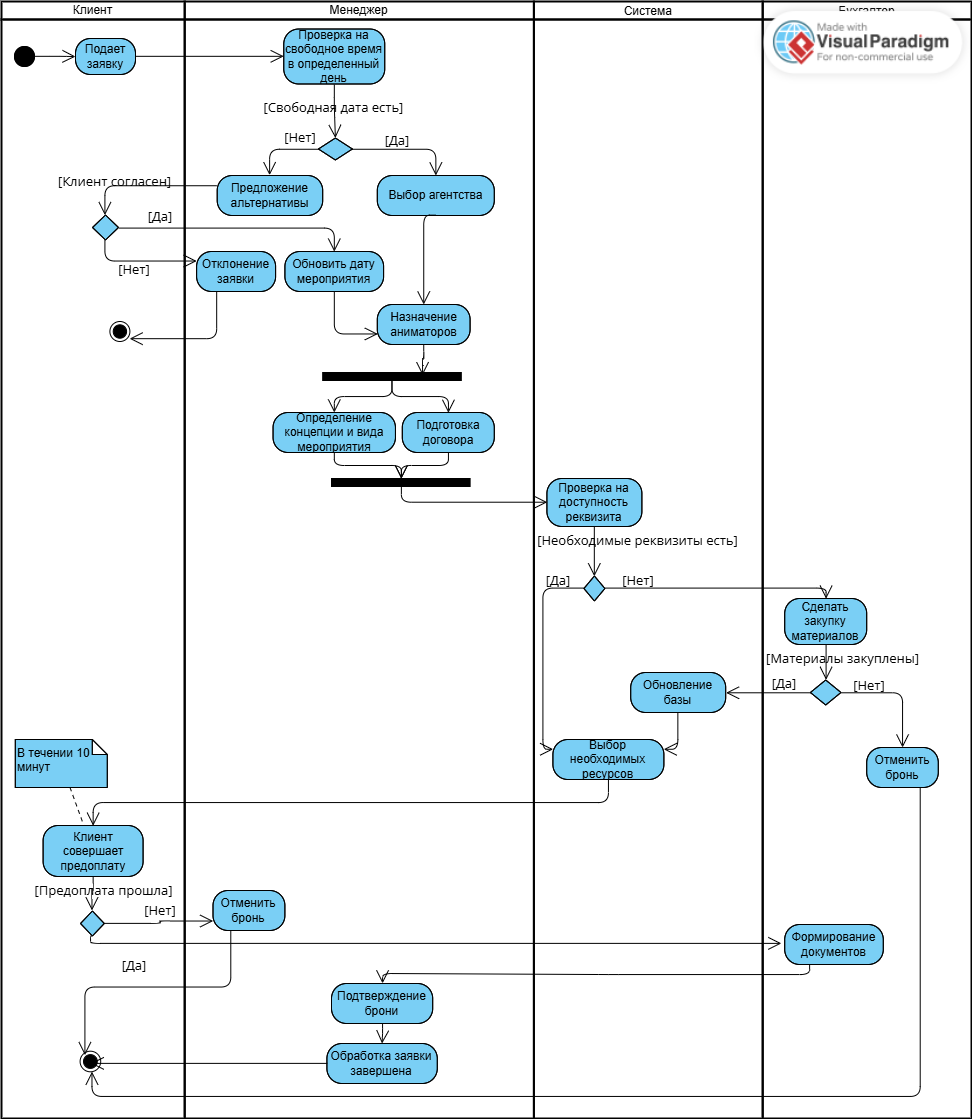 Клиент
Менеджер
Система
Бухгалтер
Made with
Visual Paradigm
For non-commercial use
Подает
заявку
Проверка на
свободное время
в определенный
день
[Свободная дата есть]
[Нет]
[Да]
[Клиент согласен]
Предложение
альтернативы
Выбор агентства
[Да]
[Нет]
Отклонение
заявки
Обновить дату
мероприятия
Назначение
аниматоров
Определение
концепции и вида
мероприятия
Подготовка
договора
Проверка на
доступность
реквизита
[Необходимые реквизиты есть]
[Да]
[Нет]
Сделать
закупку
материалов
[Материалы закуплены]
[Да]
[Нет]
Обновление
базы
Выбор
необходимых
ресурсов
Отменить
бронь
В течении 10
минут
Клиент
совершает
предоплату
[Предоплата прошла]
[Нет]
Отменить
бронь
[Да]
Формирование
документов
Подтверждение
брони
Обработка заявки
завершена